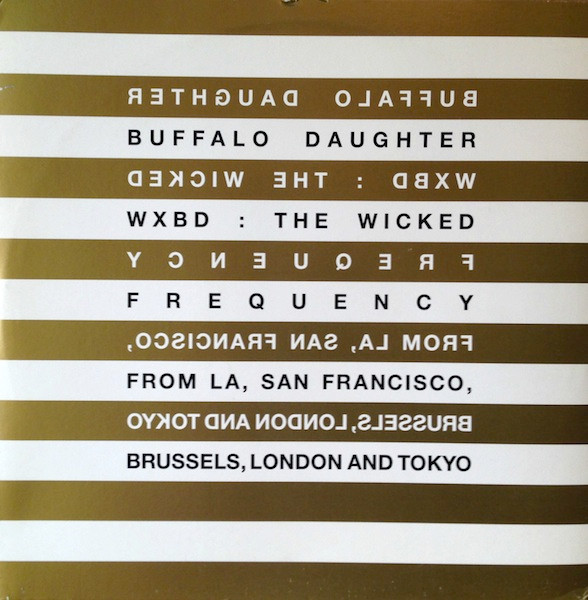 BUFFALO DAUGHTER
BUFFALO DAUGHTER
WXBD : THE WICKED
WXBD : THE WICKED
FREQUENCY
FREQUENCY
FROM LA, SAN FRANCISCO,
FROM LA, SAN FRANCISCO,
BRUSSELS, LONDON AND TOKYO
BRUSSELS, LONDON AND TOKYO